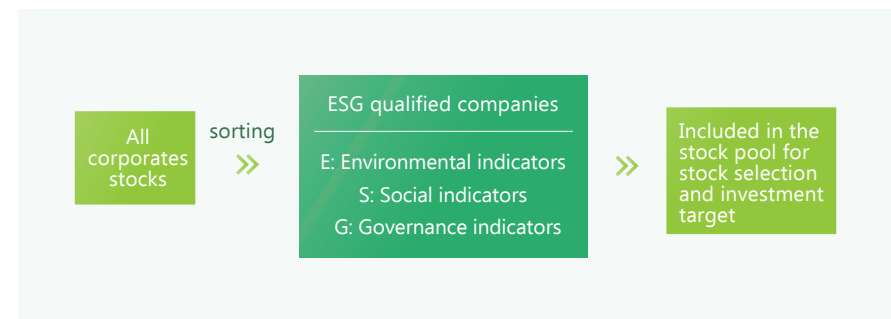 All
corporates
stocks
sorting
ESG qualified companies
E: Environmental indicators
S: Social indicators
G: Governance indicators
Included in the
stock pool for
stock selection
and investment
target